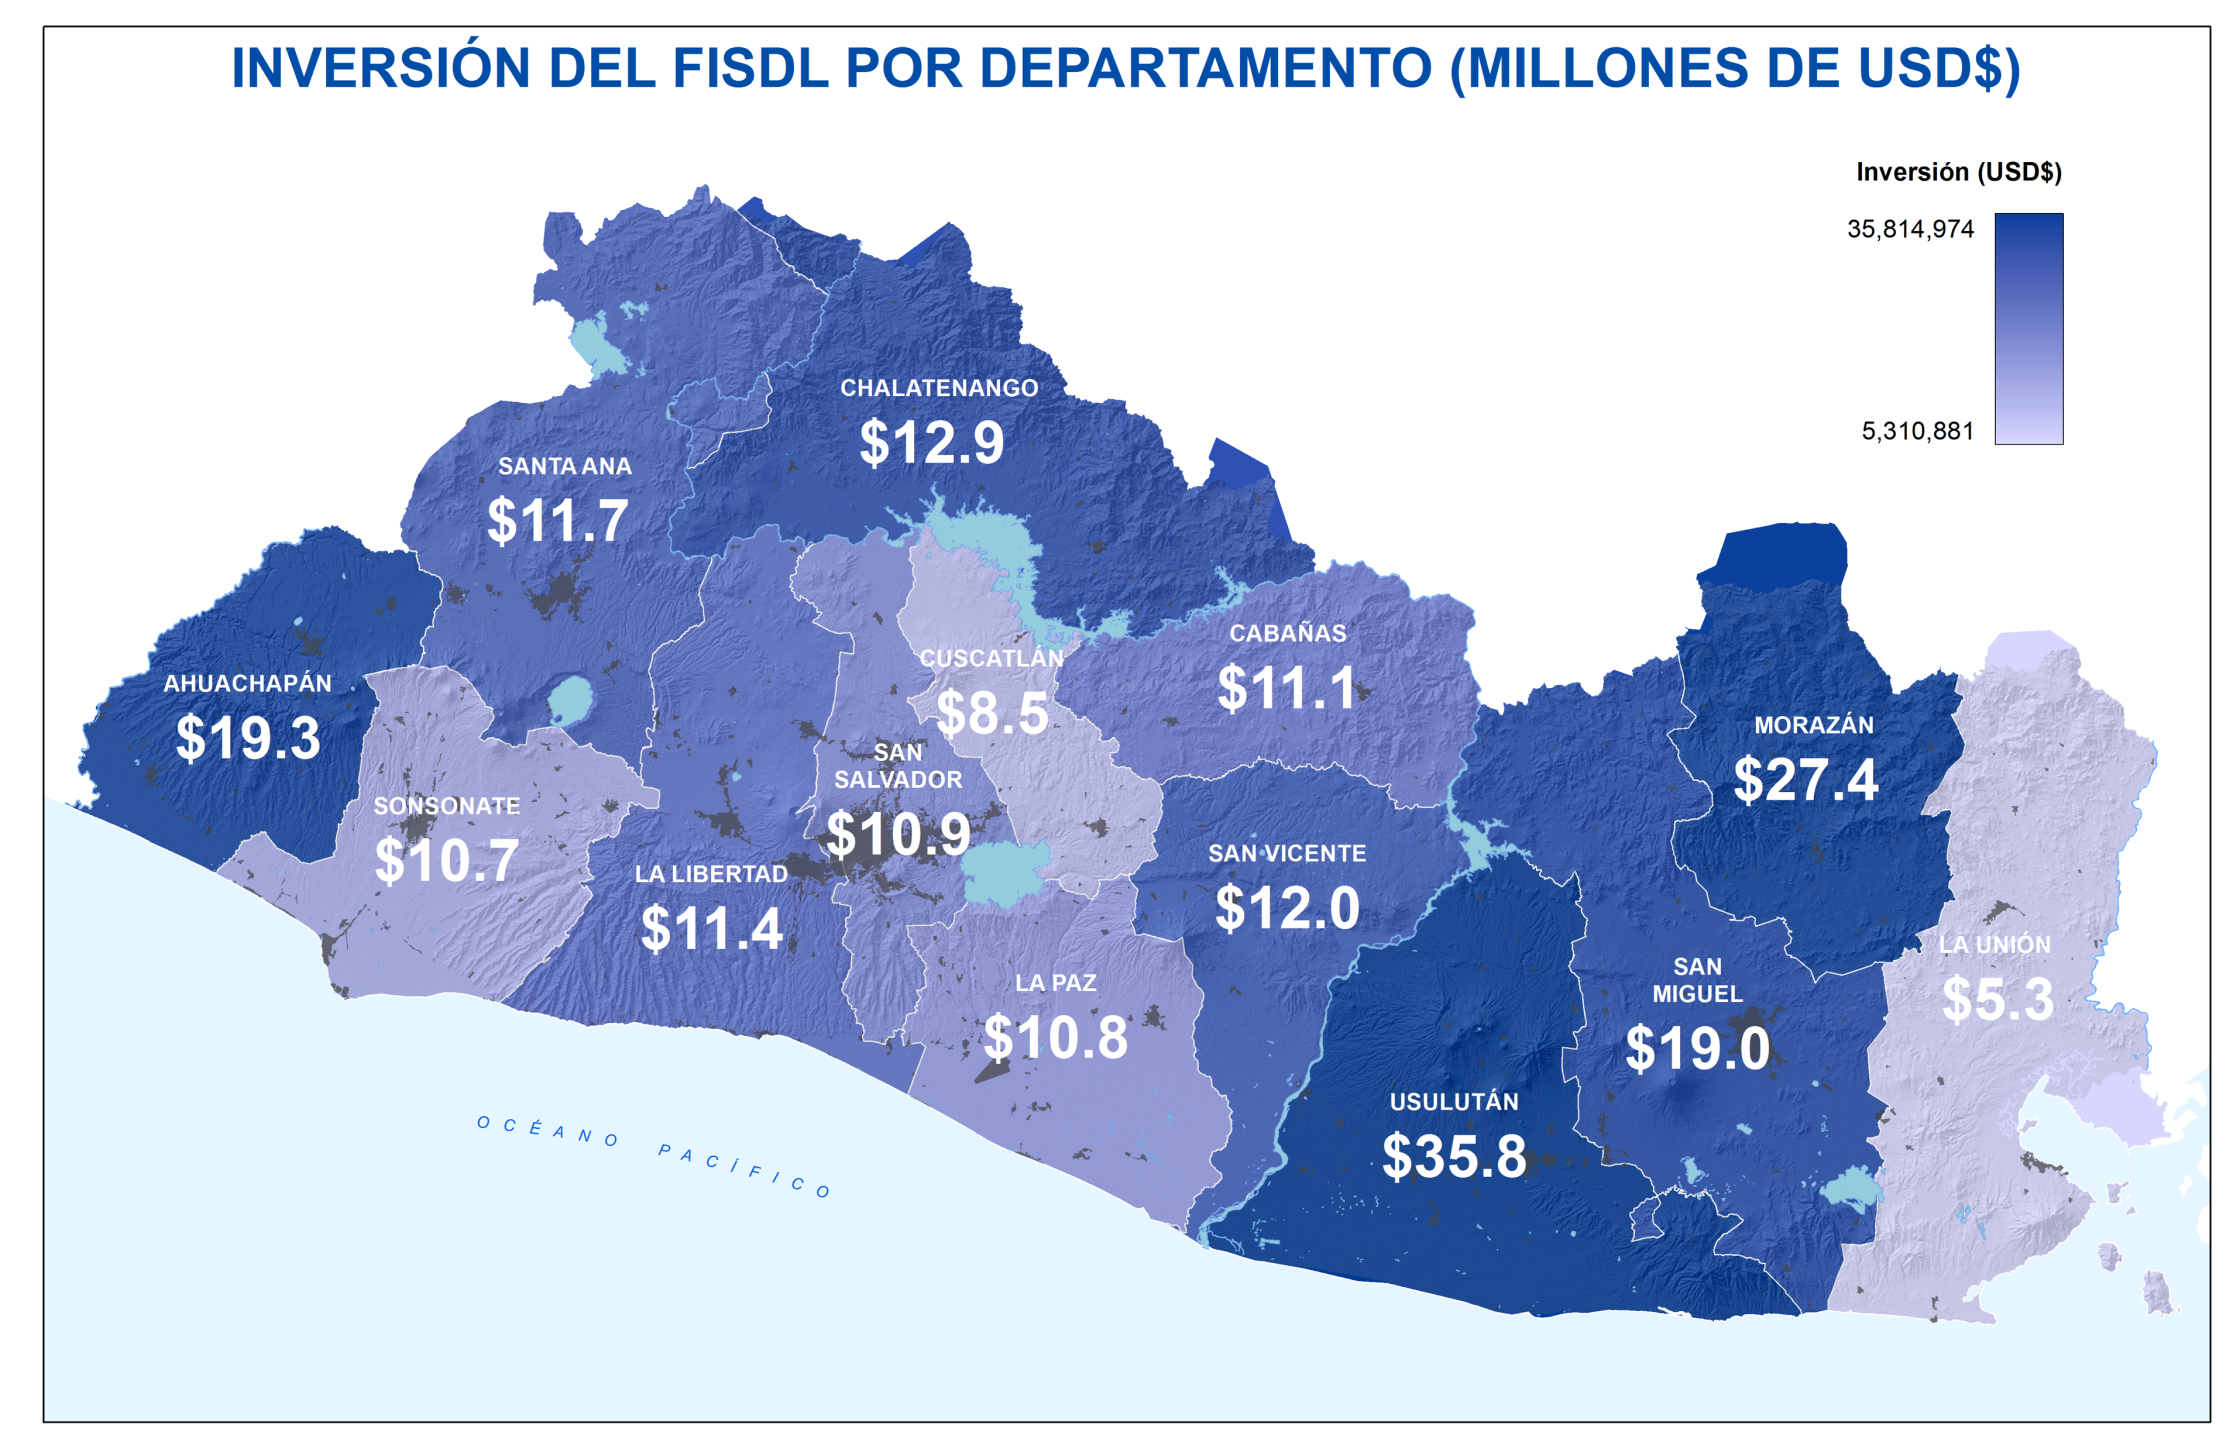 INVERSIÓN DEL FISDL POR DEPARTAMENTO (MILLONES DE USD$)
Inversión (USD$)
35,814,974
5,310,881
CHALATENANGO
$12.9
SANTA ANA
$11.7
AHUACHAPÁN
$19.3
SONSONATE
$10.7
LA LIBERTAD
$11.4
SAN
SALVADOR
$10.9
CUSCATLÁN
$8.5
CABAÑAS
$11.1
SAN VICENTE
$12.0
LA PAZ
$10.8
USULUTÁN
$35.8
SAN
MIGUEL
$19.0
MORAZÁN
$27.4
LA UNIÓN
$5.3
OCÉANO PACÍFICO